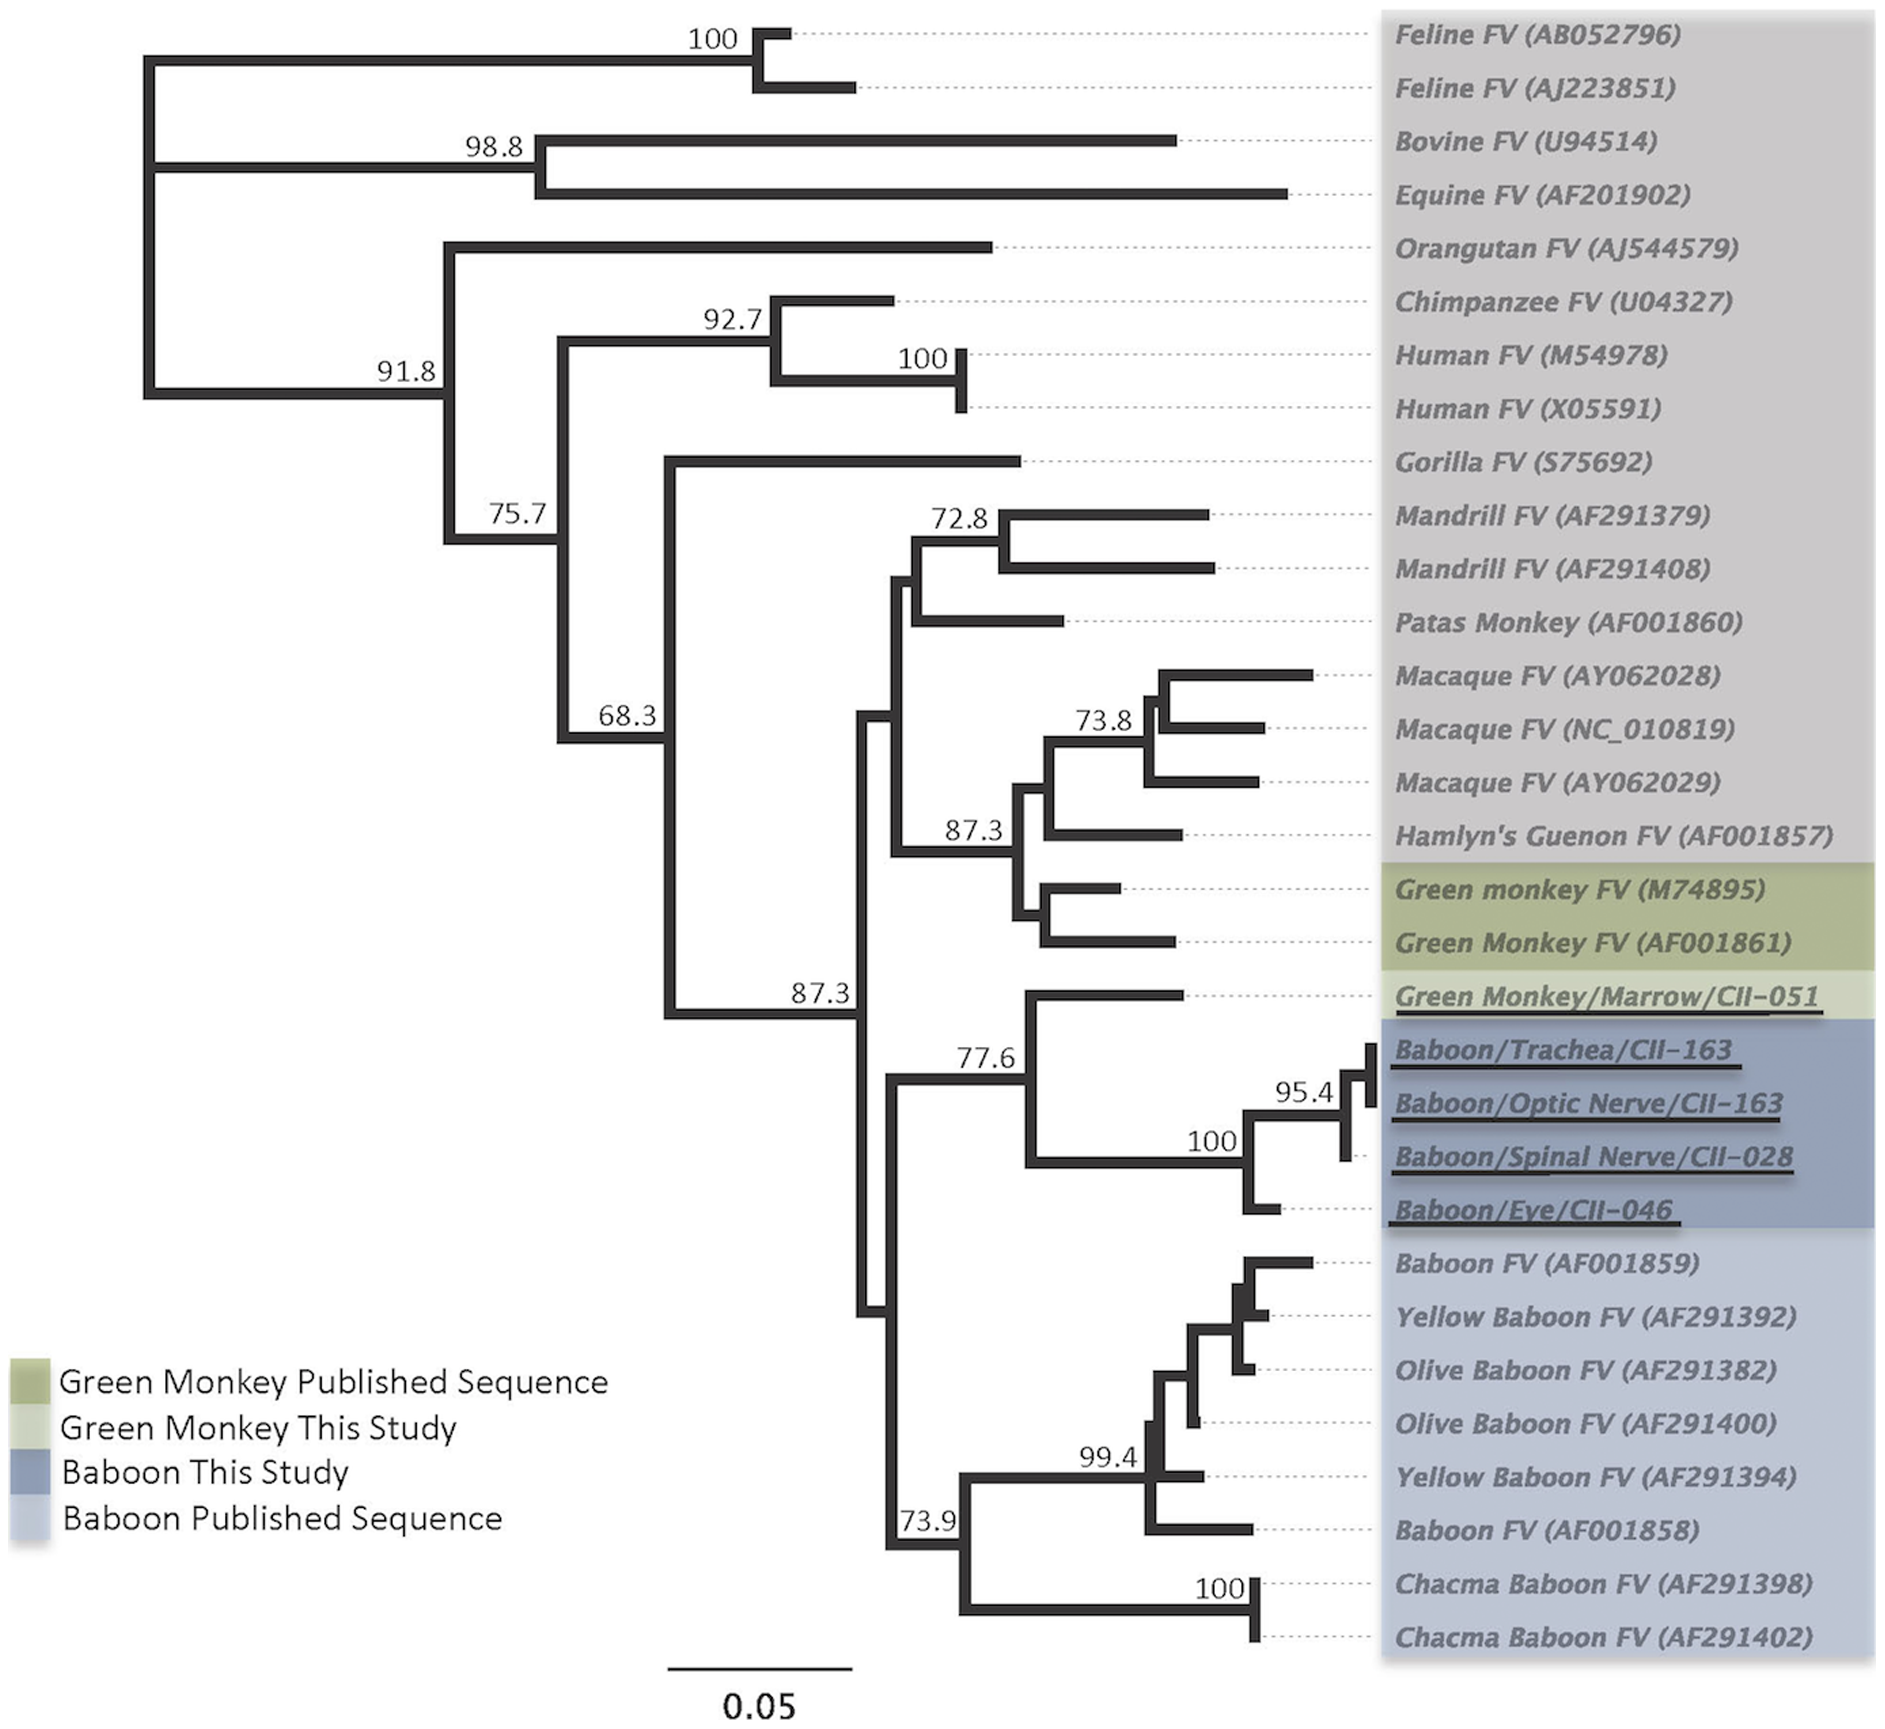 100
Feline FV (AB052796)
Feline FV (AJ223851)
98.8
Bovine FV (U94514)
Equine FV (AF201902)
Orangutan FV (AJ544579)
Chimpanzee FV (U04327)
92.7
100
Human FV (M54978)
91.8
Human FV (X05591)
Gorilla FV (S75692)
75.7
72.8
Mandrill FV (AF291379)
Mandrill FV (AF291408)
Patas Monkey (AF001860)
Macaque FV (AY062028)
68.3
73.8
Macaque FV (NC_010819)
Macaque FV (AY062029)
87.3
Hamlyn's Guenon FV (AF001857)
Green monkey FV (M74895)
Green Monkey FV (AF001861)
87.3
Green Monkey/Marrow/CII-051
77.6
Baboon/Trachea/CII-163
95.4
Baboon/Optic Nerve/CII-163
100
Baboon/Spinal Nerve/CII-028
Baboon/Eye/CII-046
Baboon FV (AF001859)
Yellow Baboon FV (AF291392)
Olive Baboon FV (AF291382)
Olive Baboon FV (AF291400)
99.4
Yellow Baboon FV (AF291394)
73.9
Baboon FV (AF001858)
100
Chacma Baboon FV (AF291398)
Chacma Baboon FV (AF291402)
Green Monkey Published Sequence
Green Monkey This Study
Baboon This Study
Baboon Published Sequence
0.05